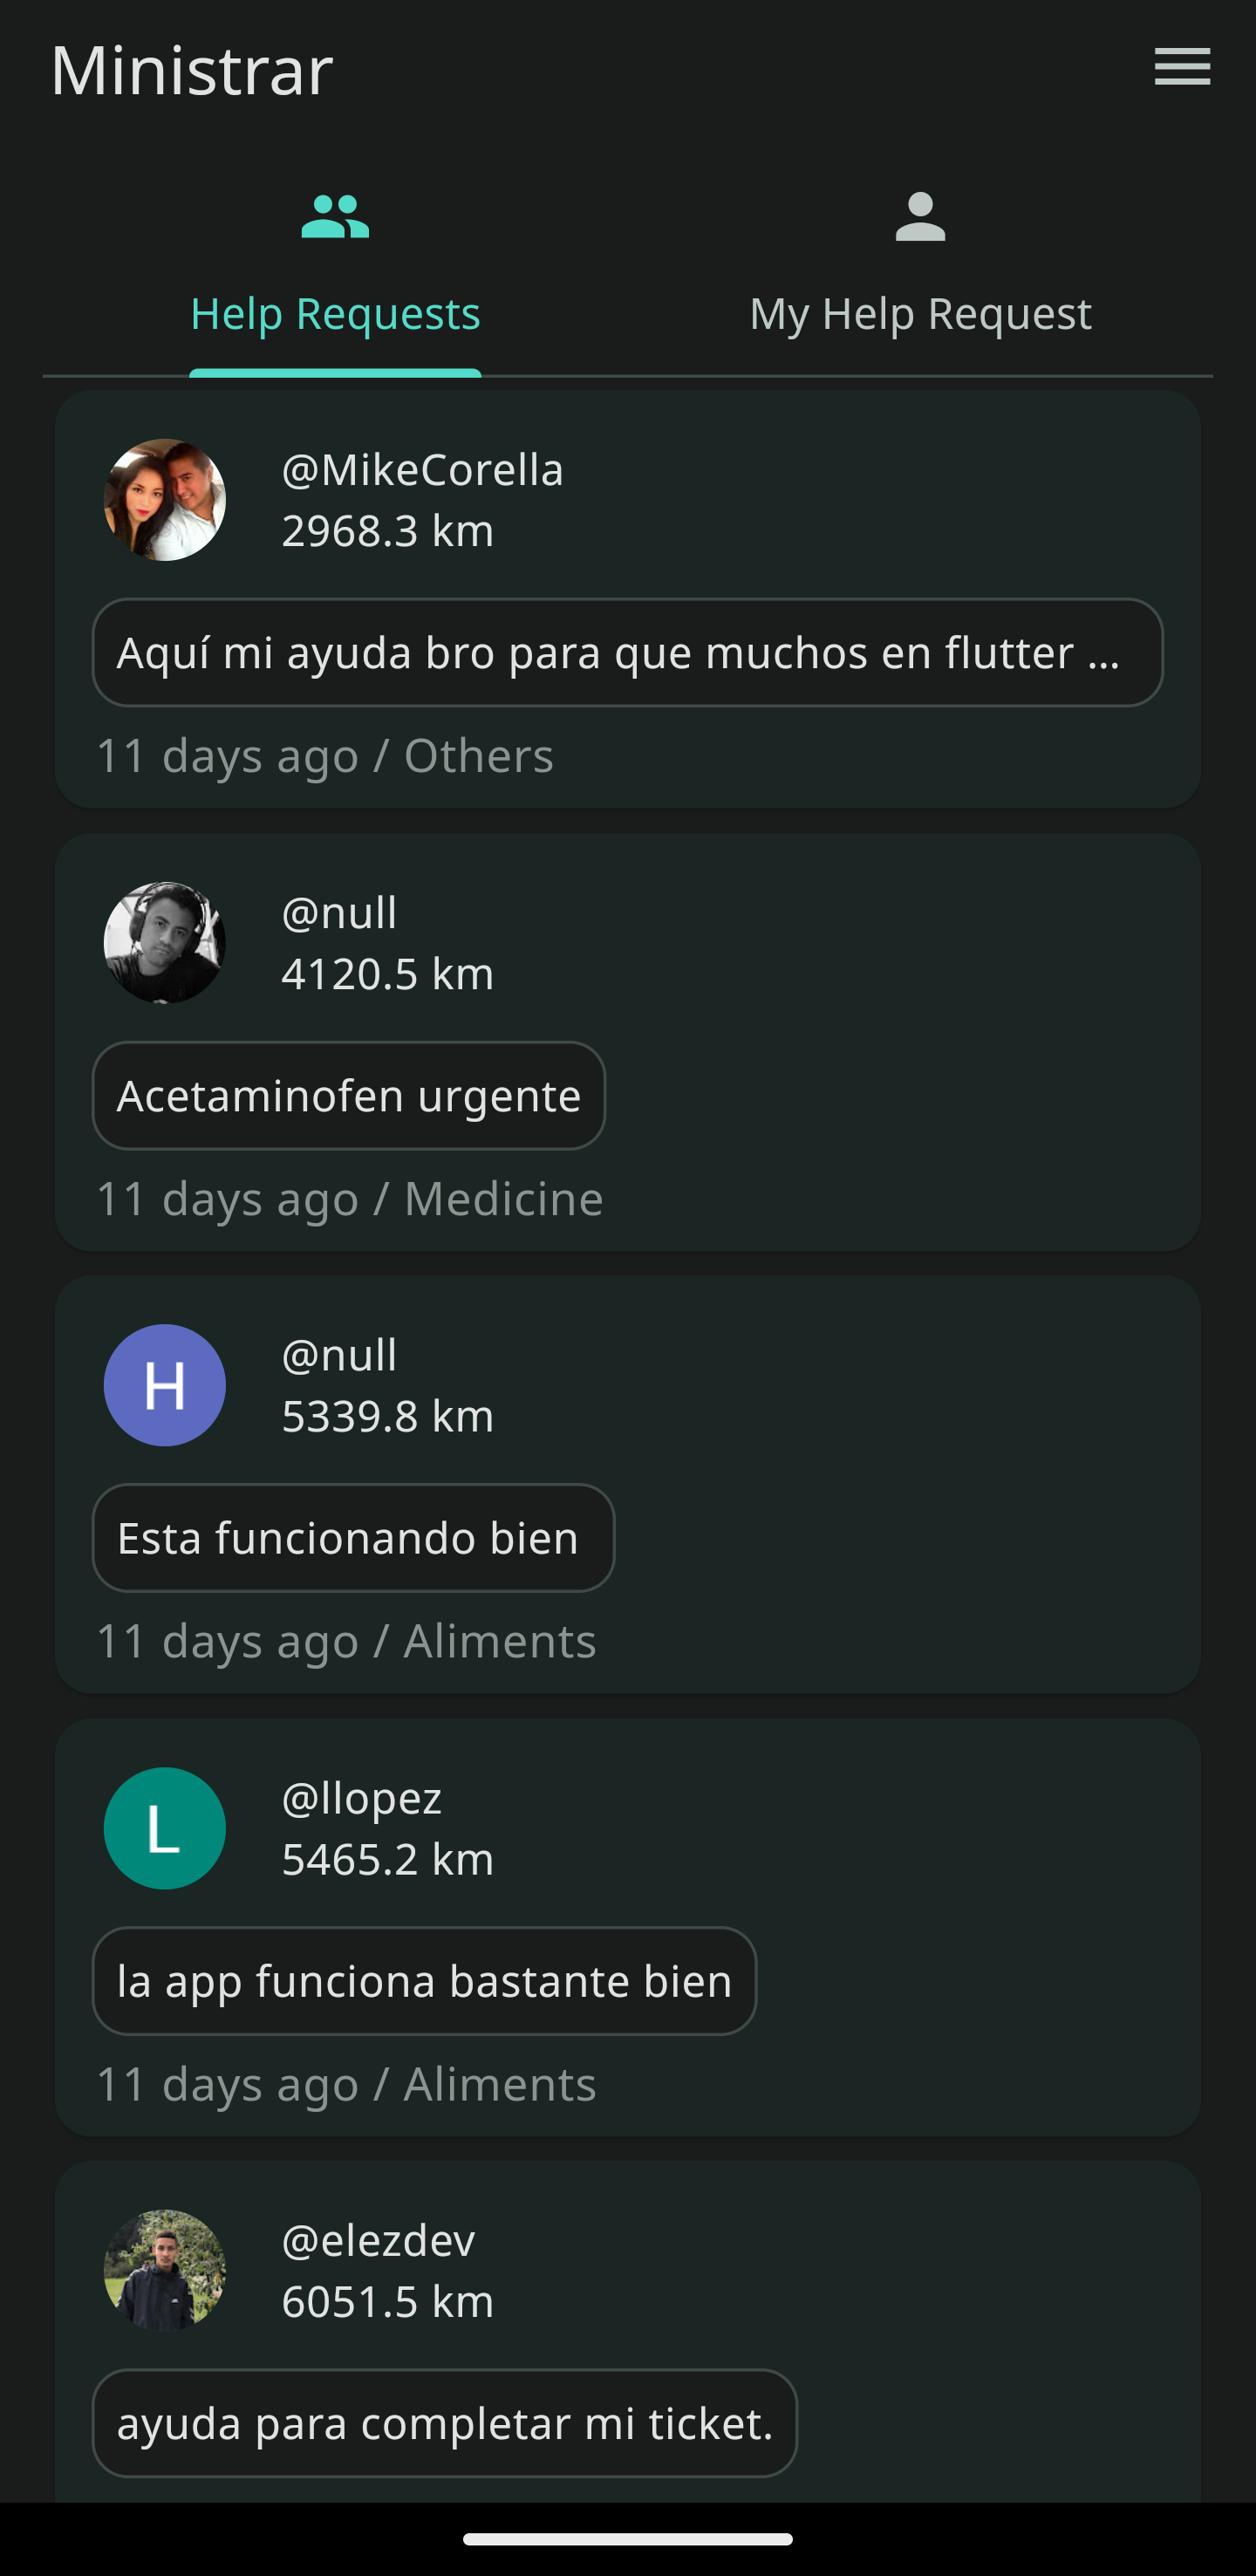 Ministrar
Help Requests
My Help Request
@MikeCorella
2968.3 km
Aquí mi ayuda bro para que muchos en flutter ...
11 days ago / Others
@null
4120.5 km
Acetaminofen urgente
11 days ago / Medicine
H
@null
5339.8 km
Esta funcionando bien
11 days ago / Aliments
L
@llopez
5465.2 km
la app funciona bastante bien
11 days ago / Aliments
@elezdev
6051.5 km
ayuda para completar mi ticket.